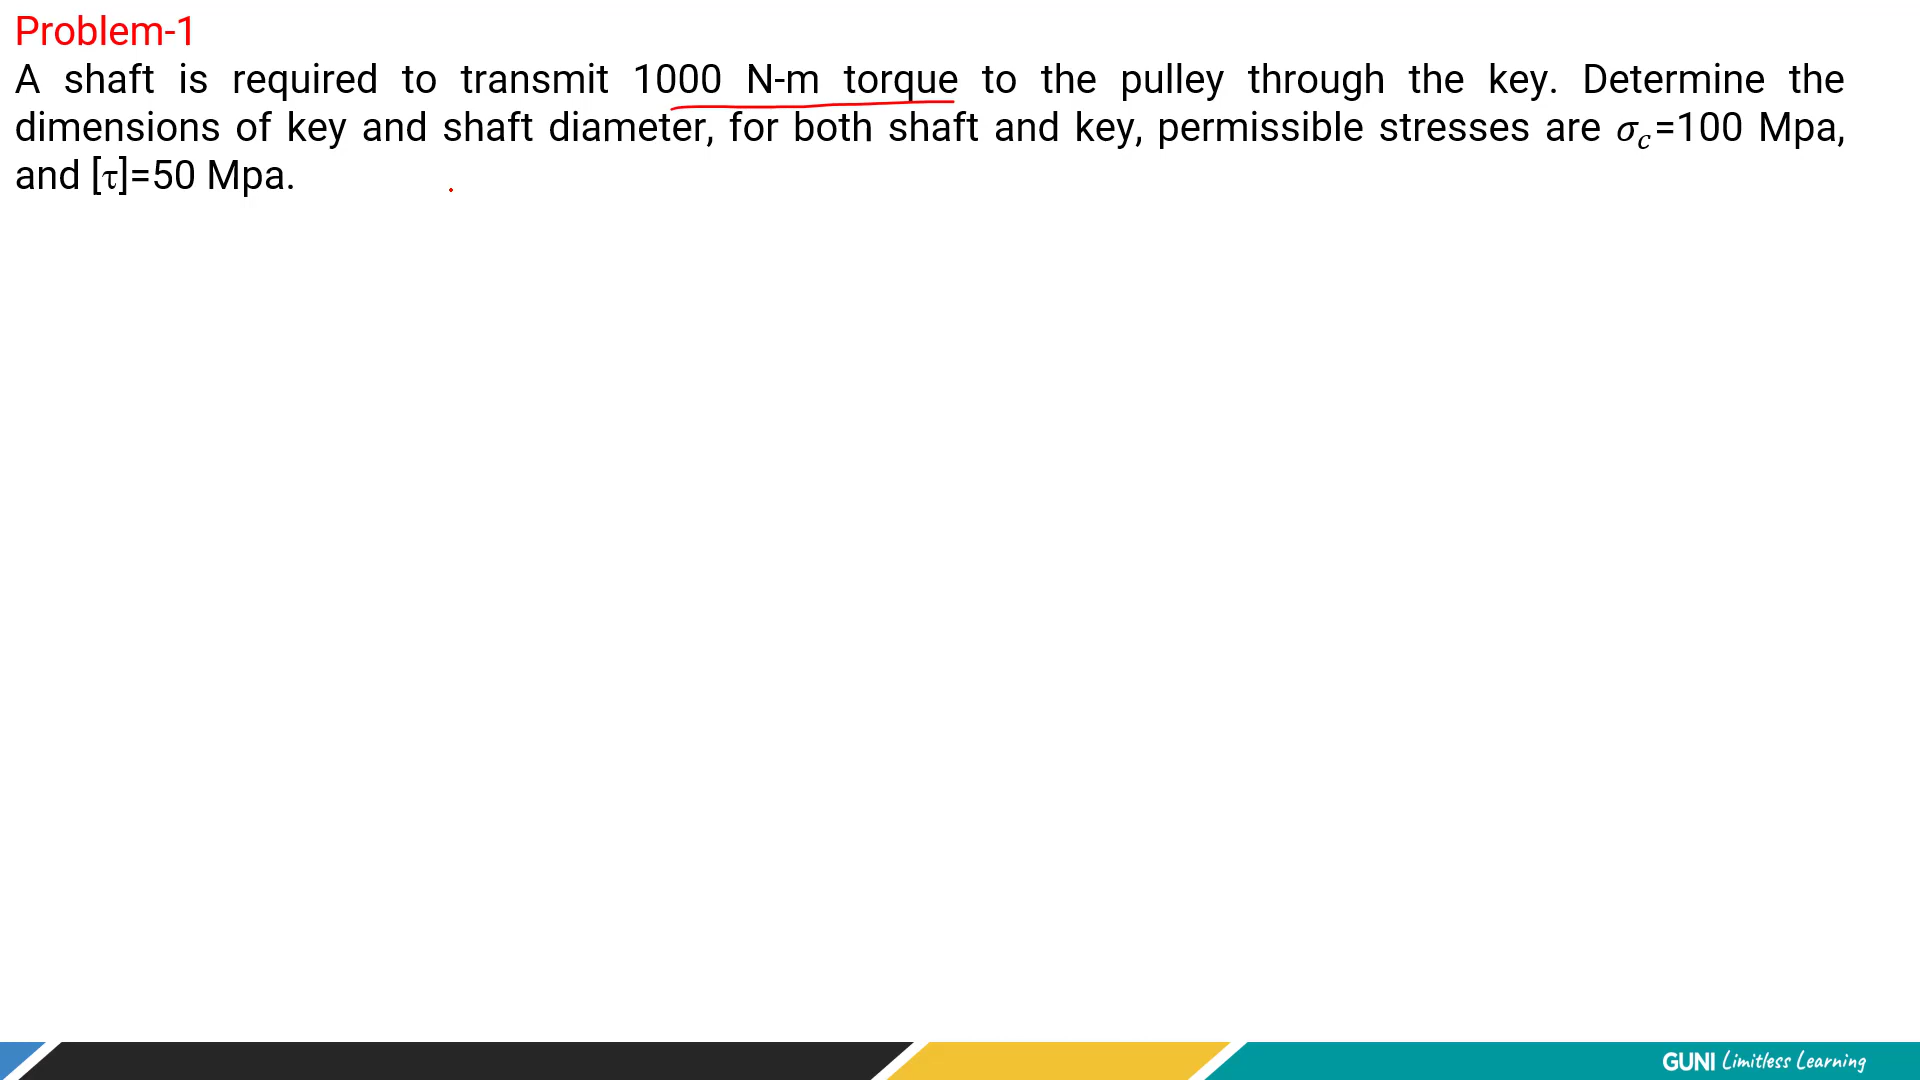 Problem-1
A shaft is required to transmit 1000 N-m torque to the pulley through the key. Determine the
dimensions of key and shaft diameter, for both shaft and key, permissible stresses are 𝜎𝑐=100 Mpa,
and [τ]=50 Mpa.
GUNI Limitless Learning